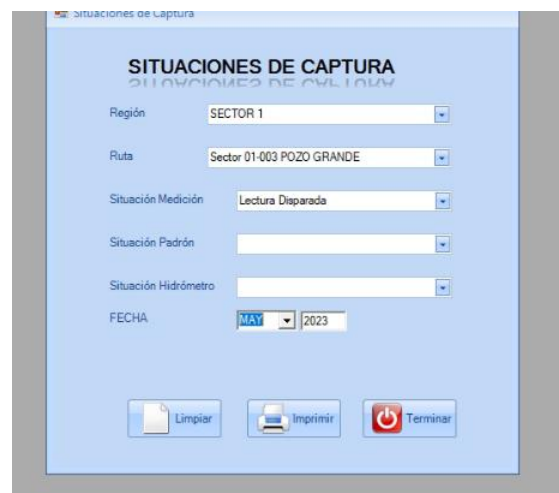 Situaciones de Captura
SITUACIONES DE CAPTURA
Región SECTOR 1
Ruta Sector 01-003 POZO GRANDE
Situación Medición Lectura Disparada
Situación Padrón
Situación Hidrómetro
FECHA MAY 2023
Limpiar Imprimir Terminar